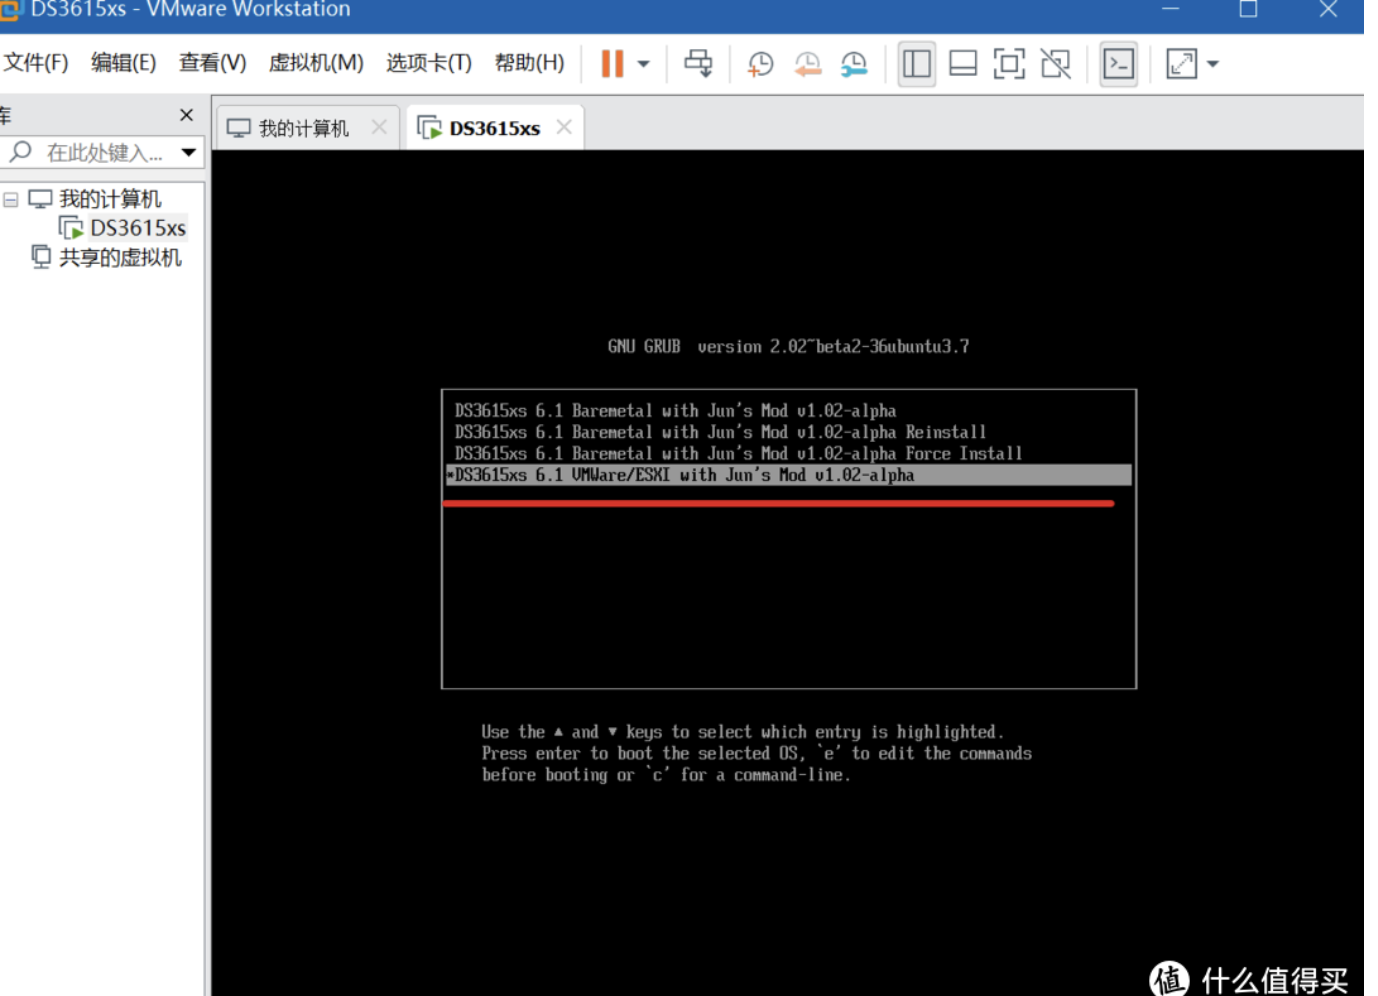 DS3615xs - VMware Workstation
文件(F) 编辑(E) 查看(V) 虚拟机(M) 选项卡(T) 帮助(H)
库
我的计算机
DS3615xs
在此处键入...
我的计算机
DS3615xs
共享的虚拟机
GNU GRUB version 2.02~beta2-36ubuntu3.7
DS3615xs 6.1 Baremetal with Jun's Mod v1.02-alpha
DS3615xs 6.1 Baremetal with Jun's Mod v1.02-alpha Reinstall
DS3615xs 6.1 Baremetal with Jun's Mod v1.02-alpha Force Install
*DS3615xs 6.1 VMWare/ESXI with Jun's Mod v1.02-alpha
Use the ▲ and ▼ keys to select which entry is highlighted.
Press enter to boot the selected OS, `e' to edit the commands
before booting or `c' for a command-line.
值 什么值得买